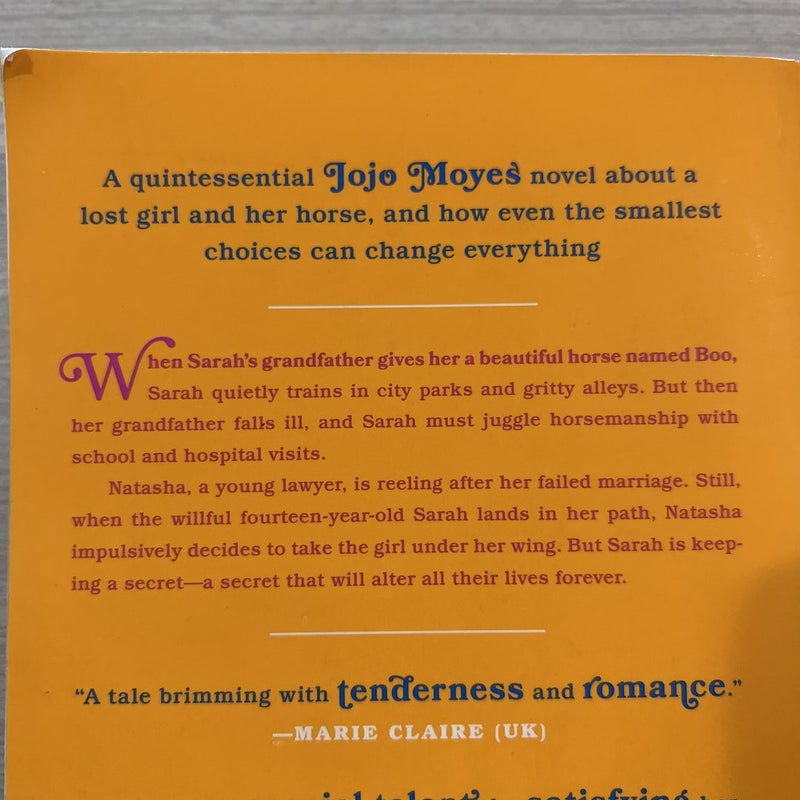 A quintessential Jojo Moyes novel about a
lost girl and her horse, and how even the smallest
choices can change everything
When Sarah's grandfather gives her a beautiful horse named Boo,
Sarah quietly trains in city parks and gritty alleys. But then
her grandfather falls ill, and Sarah must juggle horsemanship with
school and hospital visits.
Natasha, a young lawyer, is reeling after her failed marriage. Still,
when the willful fourteen-year-old Sarah lands in her path, Natasha
impulsively decides to take the girl under her wing. But Sarah is keep-
ing a secret—a secret that will alter all their lives forever.
"A tale brimming with tenderness and romance."
—MARIE CLAIRE (UK)